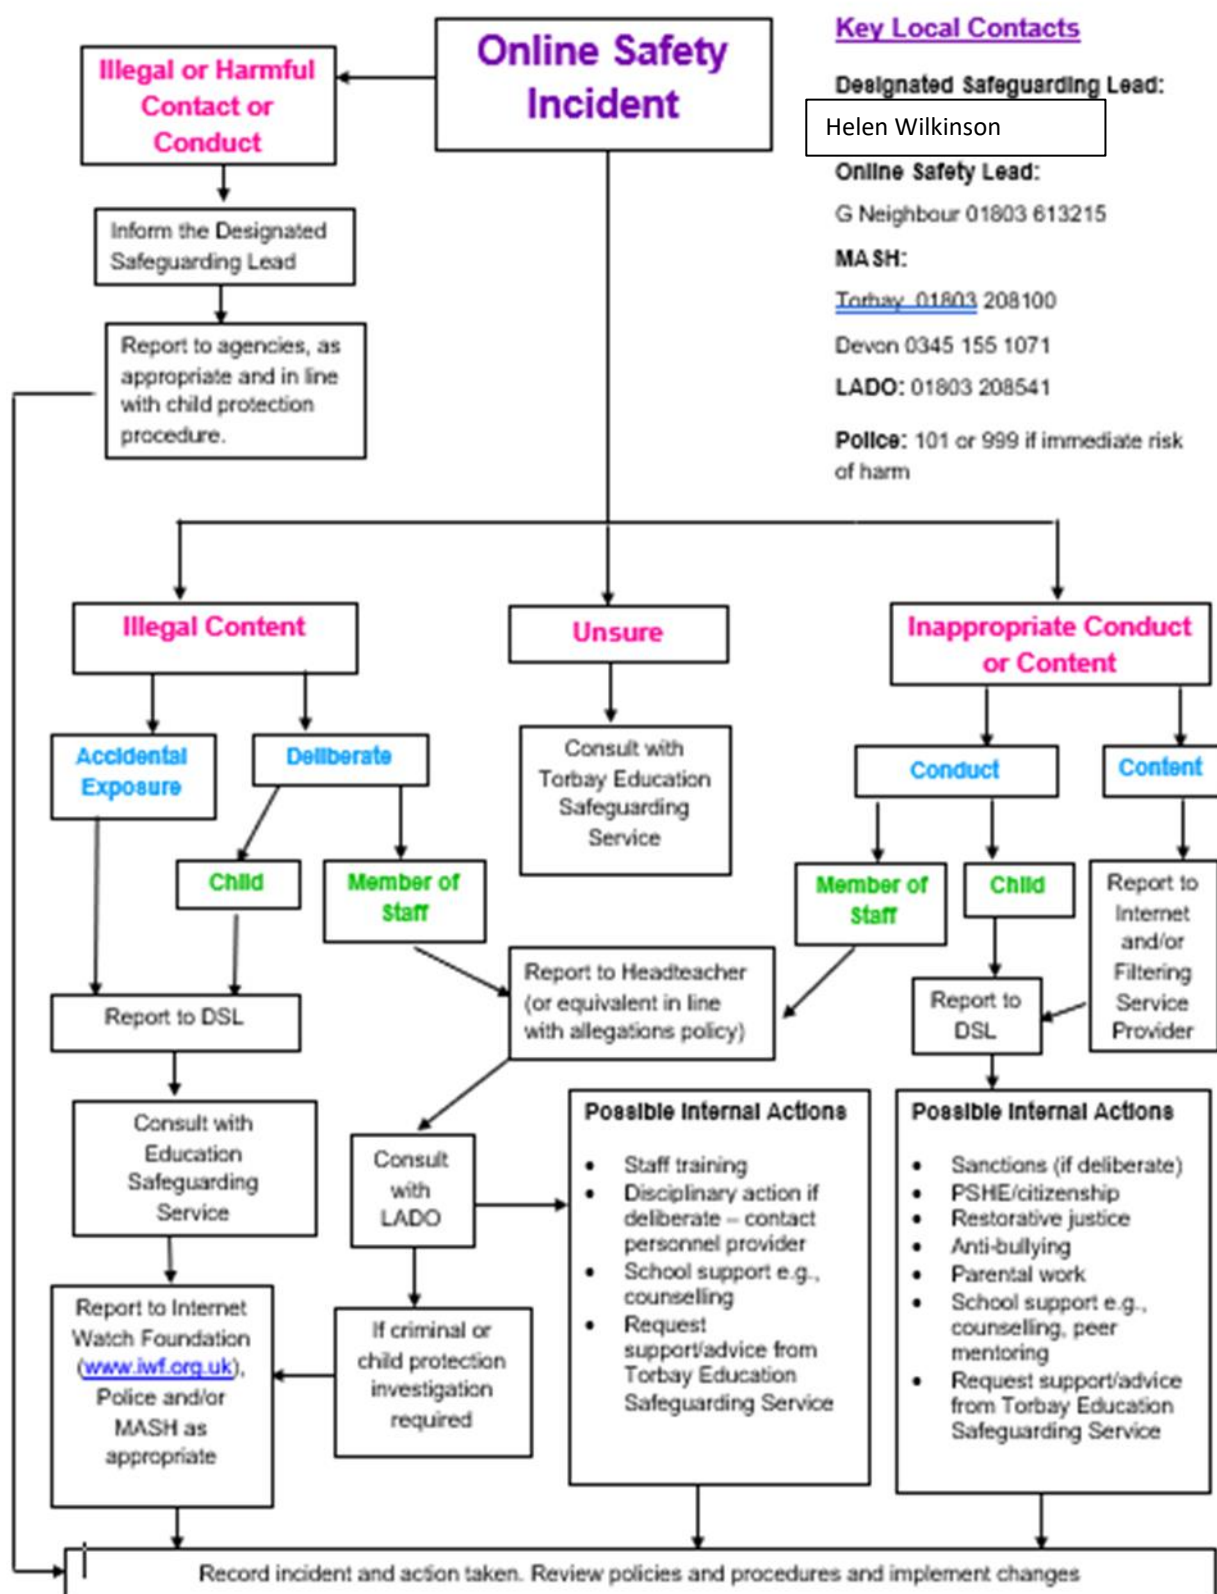 Online Safety
Incident
Key Local Contacts
Designated Safeguarding Lead:
Helen Wilkinson
Online Safety Lead:
G Neighbour 01803 613215
MASH:
Torbay 01803 208100
Devon 0345 155 1071
LADO: 01803 208541
Police: 101 or 999 if immediate risk
of harm
Illegal or Harmful
Contact or
Conduct
Inform the Designated
Safeguarding Lead
Report to agencies, as
appropriate and in line
with child protection
procedure.
Illegal Content
Unsure
Inappropriate Conduct
or Content
Accidental
Exposure
Deliberate
Consult with
Torbay Education
Safeguarding
Service
Conduct
Content
Child
Member of
Staff
Member of
Staff
Child
Report to
Internet
and/or
Filtering
Service
Provider
Report to DSL
Report to Headteacher
(or equivalent in line
with allegations policy)
Report to
DSL
Consult with
Education
Safeguarding
Service
Consult
with
LADO
Possible Internal Actions
• Staff training
• Disciplinary action if
deliberate – contact
personnel provider
• School support e.g.,
counselling
• Request
support/advice from
Torbay Education
Safeguarding Service
Possible Internal Actions
• Sanctions (if deliberate)
• PSHE/citizenship
• Restorative justice
• Anti-bullying
• Parental work
• School support e.g.,
counselling, peer
mentoring
• Request support/advice
from Torbay Education
Safeguarding Service
Report to Internet
Watch Foundation
(www.iwf.org.uk),
Police and/or
MASH as
appropriate
If criminal or
child protection
investigation
required
Record incident and action taken. Review policies and procedures and implement changes